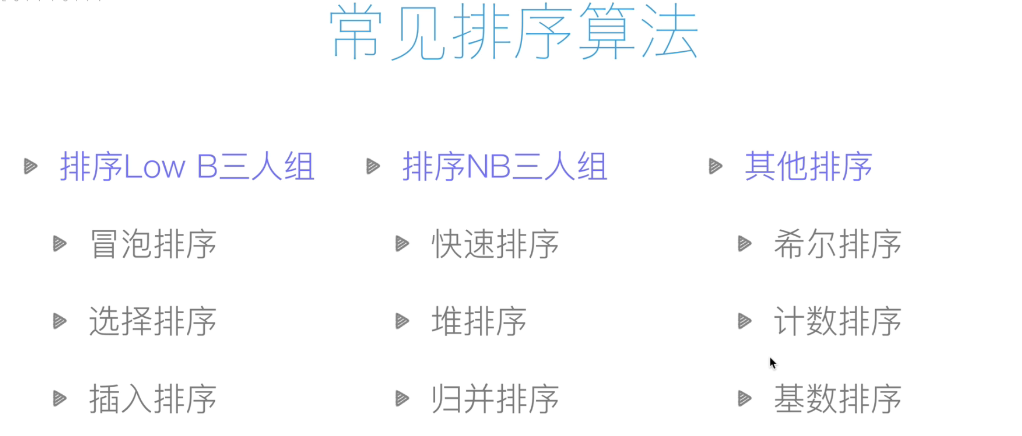 常见排序算法
排序Low B三人组
冒泡排序
选择排序
插入排序
排序NB三人组
快速排序
堆排序
归并排序
其他排序
希尔排序
计数排序
基数排序